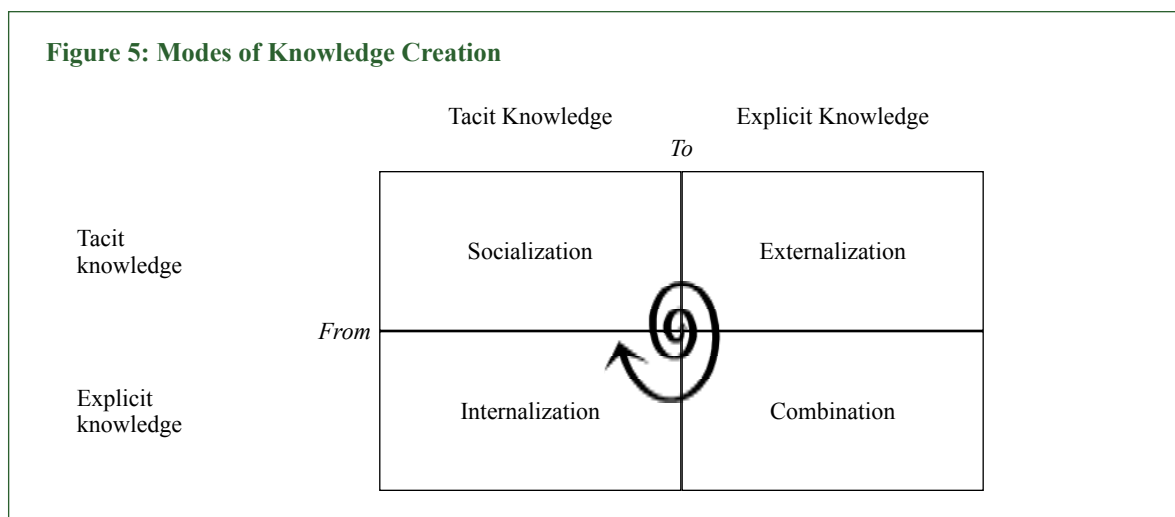 Figure 5: Modes of Knowledge Creation
Tacit Knowledge
Explicit Knowledge
To
Tacit
knowledge
Socialization
Externalization
From
Explicit
knowledge
Internalization
Combination